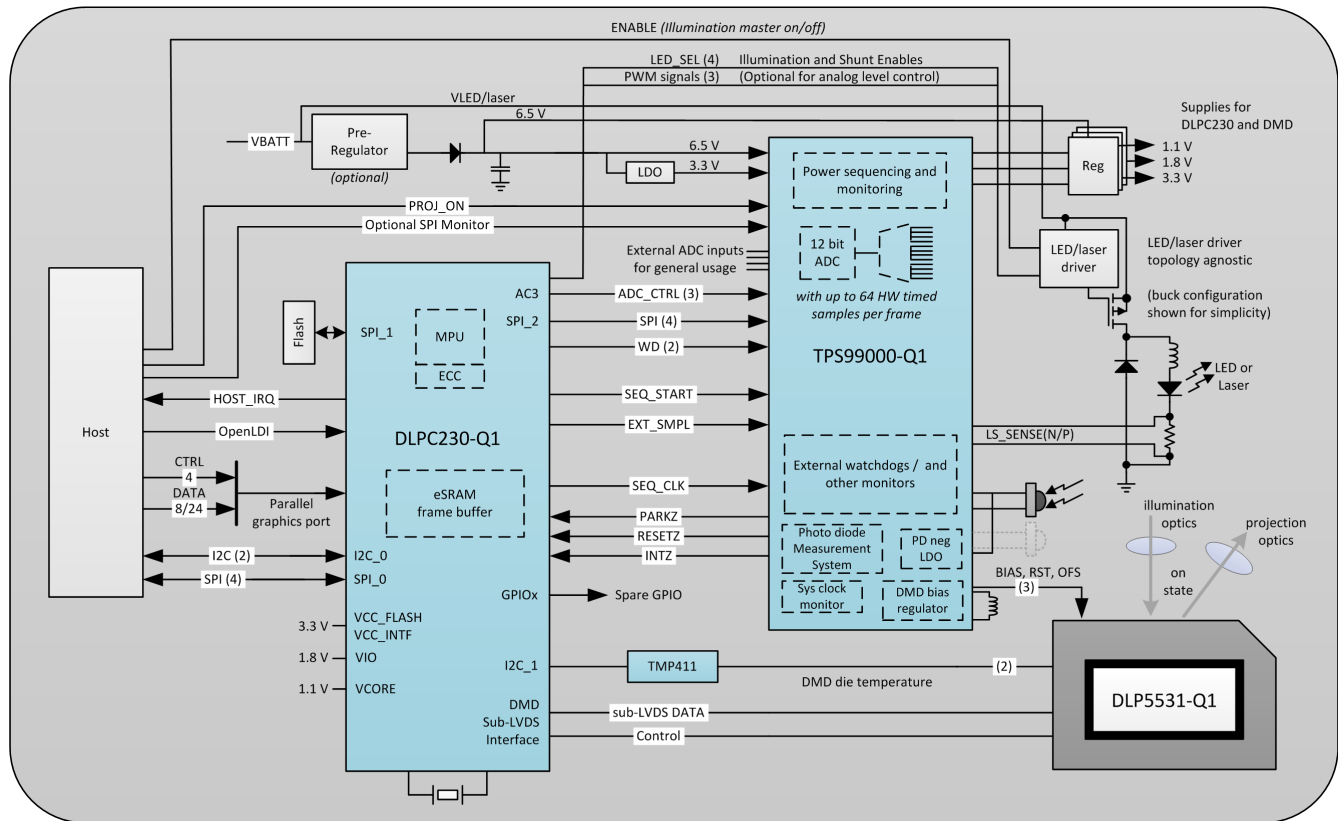 ENABLE (Illumination master on/off)
LED_SEL (4) Illumination and Shunt Enables
PWM signals (3) (Optional for analog level control)
VLED/laser
6.5 V
VBATT
Pre-
Regulator
(optional)
LDO
6.5 V
3.3 V
Power sequencing and
monitoring
Reg
Supplies for
DLPC230 and DMD
1.1 V
1.8 V
3.3 V
PROJ_ON
Optional SPI Monitor
External ADC inputs
for general usage
12 bit
ADC
with up to 64 HW timed
samples per frame
TPS99000-Q1
LED/laser
driver
LED/laser driver
topology agnostic
(buck configuration
shown for simplicity)
LED or
Laser
LS_SENSE(N/P)
Host
Flash
SPI_1
MPU
ECC
AC3
SPI_2
ADC_CTRL (3)
SPI (4)
WD (2)
SEQ_START
EXT_SMPL
HOST_IRQ
OpenLDI
DLPC230-Q1
CTRL
4
DATA
8/24
Parallel
graphics port
eSRAM
frame buffer
SEQ_CLK
PARKZ
RESETZ
INTZ
External watchdogs / and
other monitors
Photo diode
Measurement
System
PD neg
LDO
Sys clock
monitor
DMD bias
regulator
illumination
optics
projection
optics
on
state
BIAS, RST, OFS
(3)
I2C (2)
I2C_0
SPI (4)
SPI_0
GPIOx
Spare GPIO
3.3 V
VCC_FLASH
VCC_INTF
1.8 V
VIO
1.1 V
VCORE
I2C_1
TMP411
(2)
DMD die temperature
DMD
Sub-LVDS
Interface
sub-LVDS DATA
Control
DLP5531-Q1